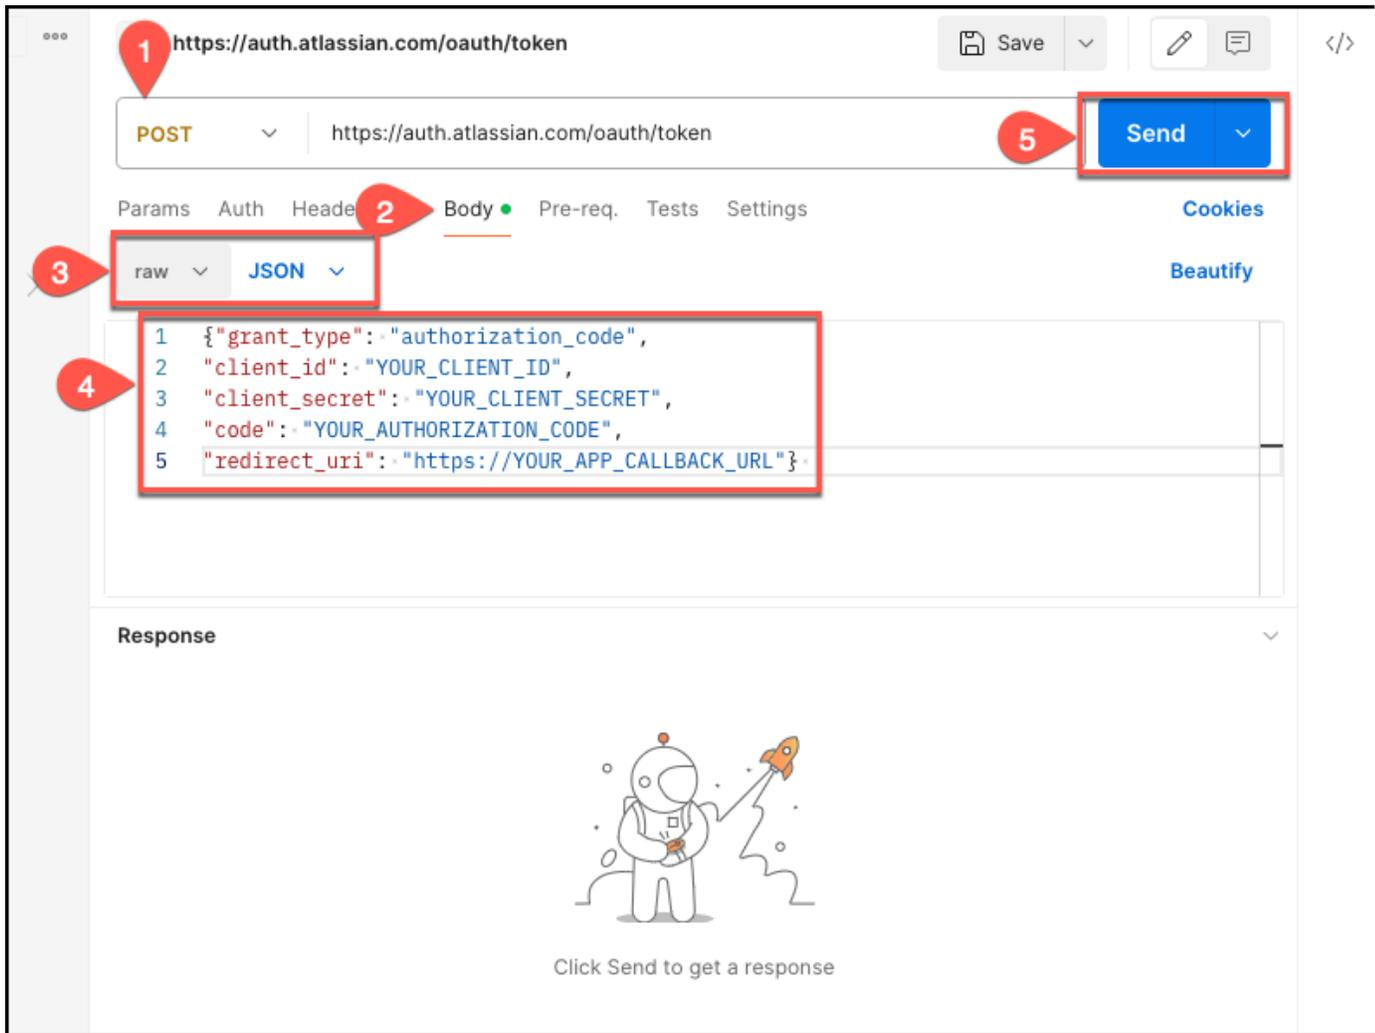 1
https://auth.atlassian.com/oauth/token
Save
</>
POST
https://auth.atlassian.com/oauth/token
5
Send
Params Auth Heade 2 Body Pre-req. Tests Settings Cookies
3
raw JSON Beautify
4
1 {"grant_type": "authorization_code",
2 "client_id": "YOUR_CLIENT_ID",
3 "client_secret": "YOUR_CLIENT_SECRET",
4 "code": "YOUR_AUTHORIZATION_CODE",
5 "redirect_uri": "https://YOUR_APP_CALLBACK_URL"}
Response
Click Send to get a response